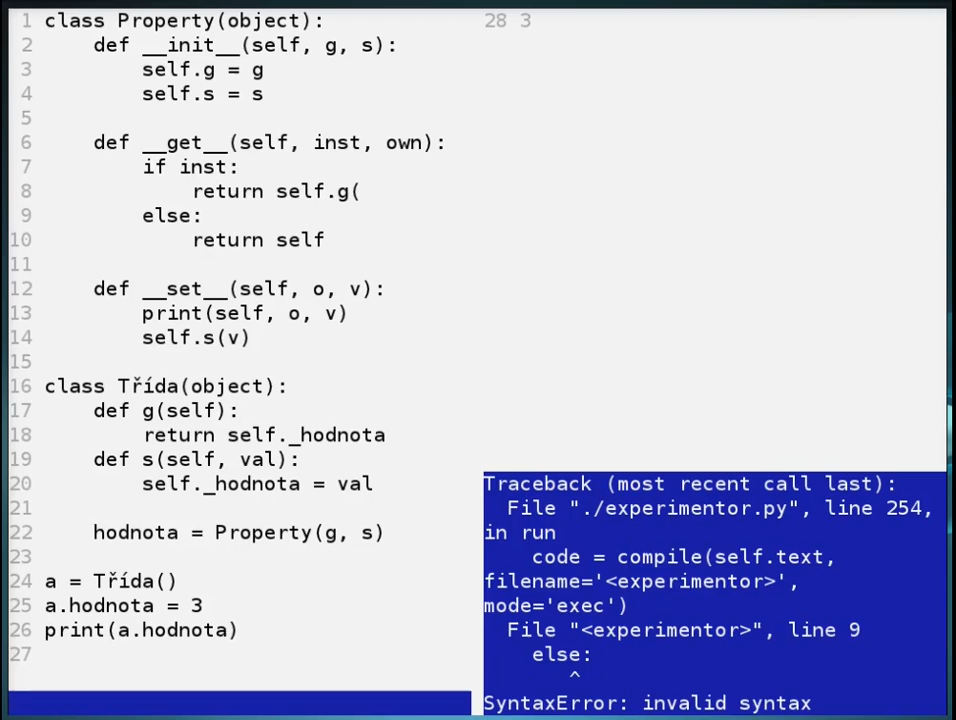 1 class Property(object):
2     def __init__(self, g, s):
3         self.g = g
4         self.s = s
5
6     def __get__(self, inst, own):
7         if inst:
8             return self.g(
9         else:
10             return self
11
12     def __set__(self, o, v):
13         print(self, o, v)
14         self.s(v)
15
16 class Třída(object):
17     def g(self):
18         return self._hodnota
19     def s(self, val):
20         self._hodnota = val
21
22     hodnota = Property(g, s)
23
24 a = Třída()
25 a.hodnota = 3
26 print(a.hodnota)
27
28 3
Traceback (most recent call last):
  File "./experimentor.py", line 254,
in run
    code = compile(self.text,
filename='<experimentor>',
mode='exec')
  File "<experimentor>", line 9
    else:
       ^
SyntaxError: invalid syntax